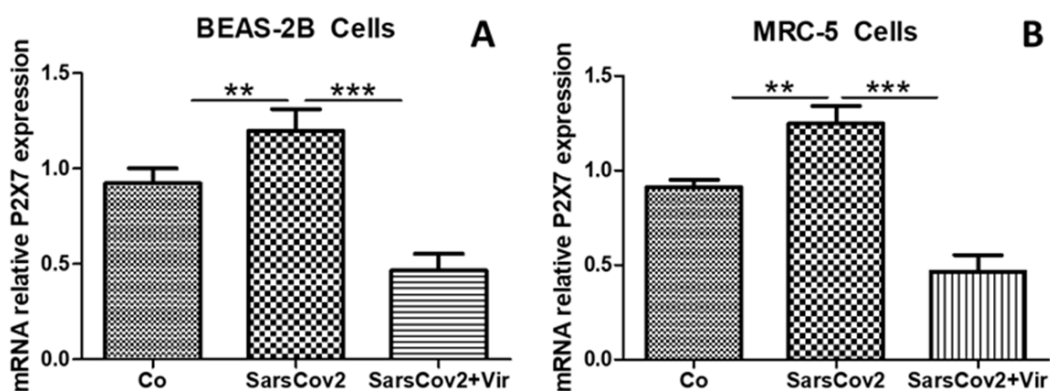 BEAS-2B Cells
A
mRNA relative P2X7 expression
1.5
1.0
0.5
0.0
**
***
Co
SarsCov2
SarsCov2+Vir
MRC-5 Cells
B
mRNA relative P2X7 expression
1.5
1.0
0.5
0.0
**
***
Co
SarsCov2
SarsCov2+Vir